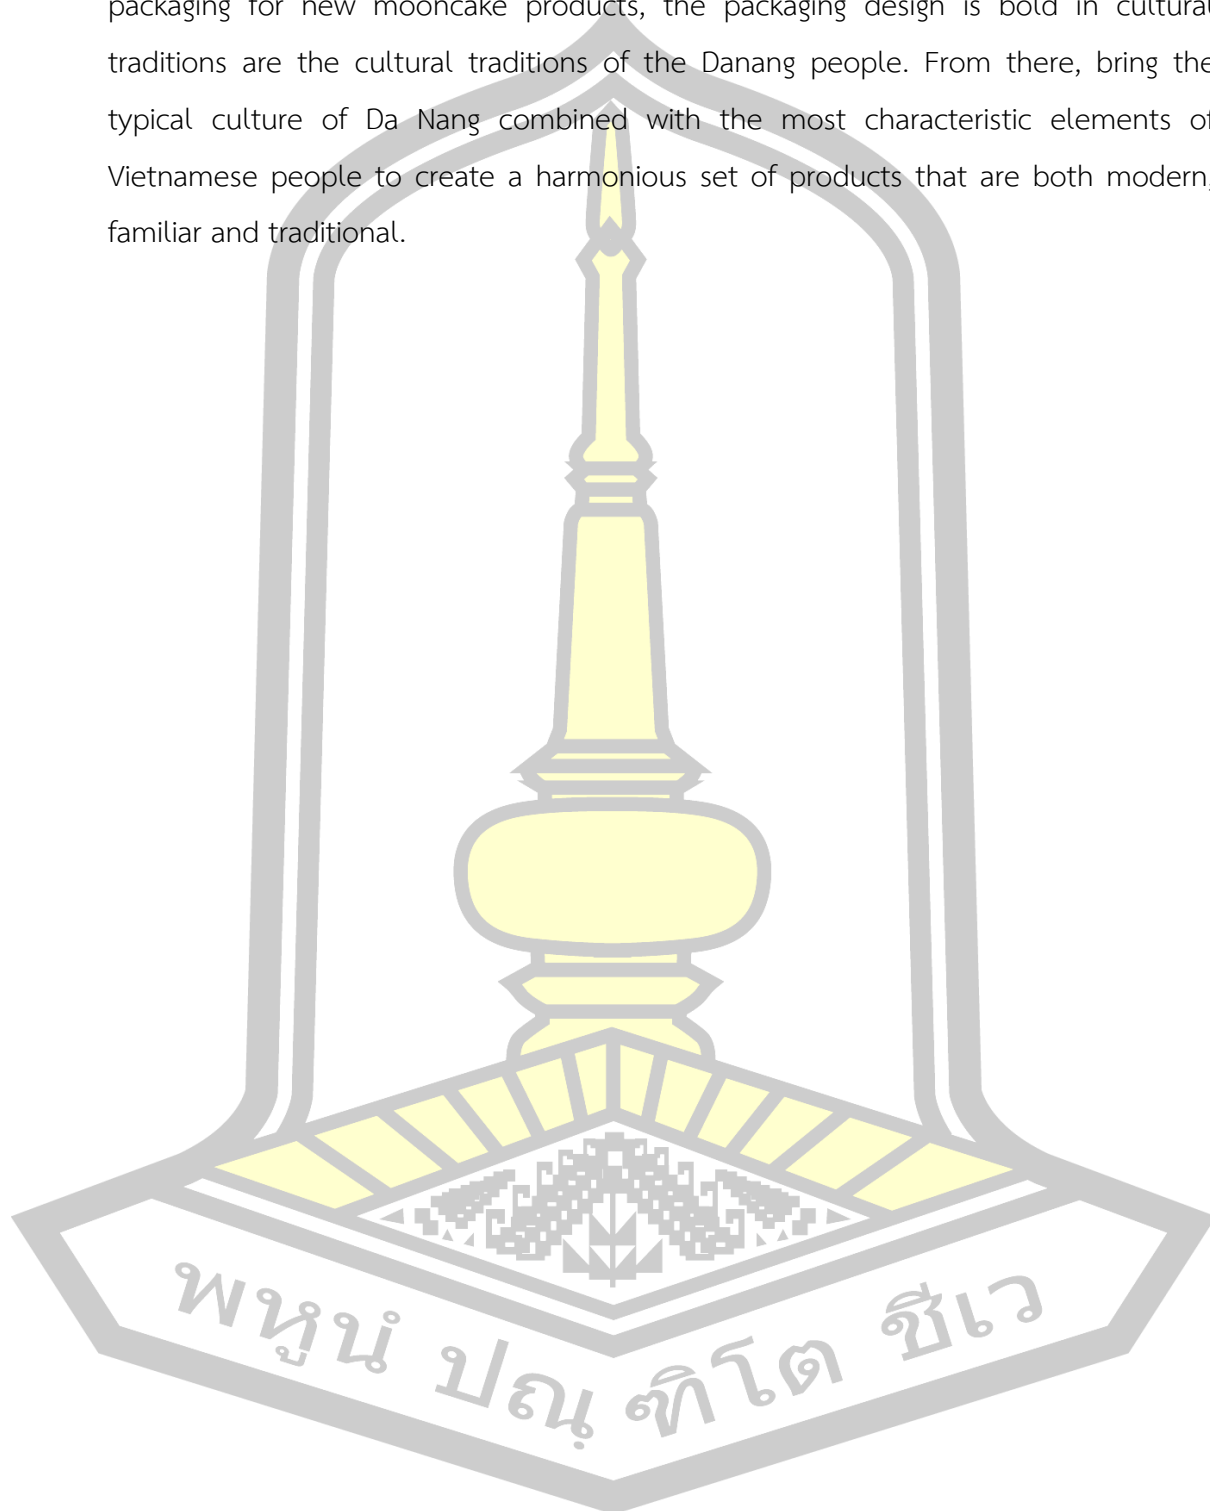 packaging for new mooncake products, the packaging design is bold in cultural
traditions are the cultural traditions of the Danang people. From there, bring the
typical culture of Da Nang combined with the most characteristic elements of
Vietnamese people to create a harmonious set of products that are both modern,
familiar and traditional.
พหูนํ ปณฺฑิโต ชีเว